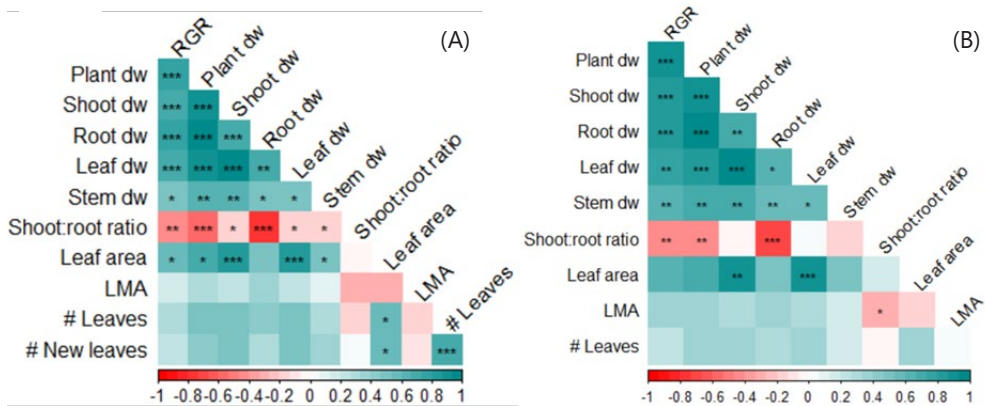 (A)
RGR
Plant dw
Shoot dw
Root dw
Leaf dw
Stem dw
Shoot:root ratio
Leaf area
LMA
# Leaves
Plant dw ***
Shoot dw *** ***
Root dw *** *** ***
Leaf dw *** *** *** **
Stem dw * ** ** * *
Shoot:root ratio ** *** * *** * *
Leaf area * * *** *** *
LMA
# Leaves *
# New leaves * ***
-1 -0.8 -0.6 -0.4 -0.2 0 0.2 0.4 0.6 0.8 1
(B)
RGR
Plant dw
Shoot dw
Root dw
Leaf dw
Stem dw
Shoot:root ratio
Leaf area
LMA
Plant dw ***
Shoot dw *** ***
Root dw *** *** **
Leaf dw ** *** *** *
Stem dw ** ** ** ** *
Shoot:root ratio ** ** ***
Leaf area ** ***
LMA *
# Leaves
-1 -0.8 -0.6 -0.4 -0.2 0 0.2 0.4 0.6 0.8 1